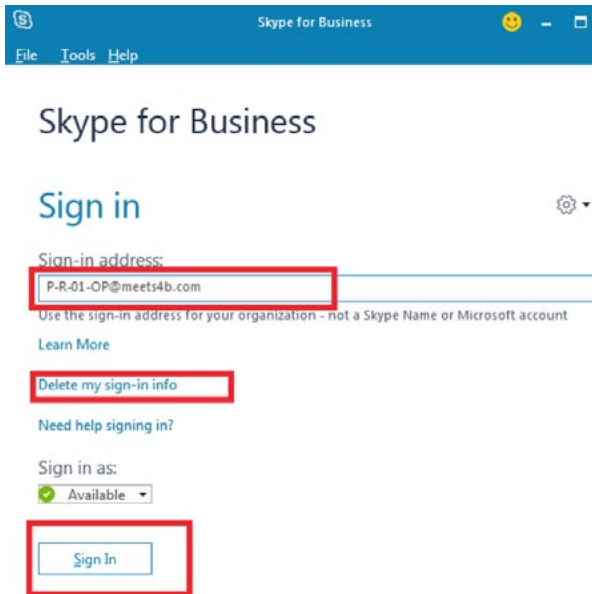 Skype for Business
File Tools Help
Skype for Business
Sign in
Sign-in address:
P-R-01-OP@meets4b.com
Use the sign-in address for your organization - not a Skype Name or Microsoft account
Learn More
Delete my sign-in info
Need help signing in?
Sign in as:
Available
Sign In